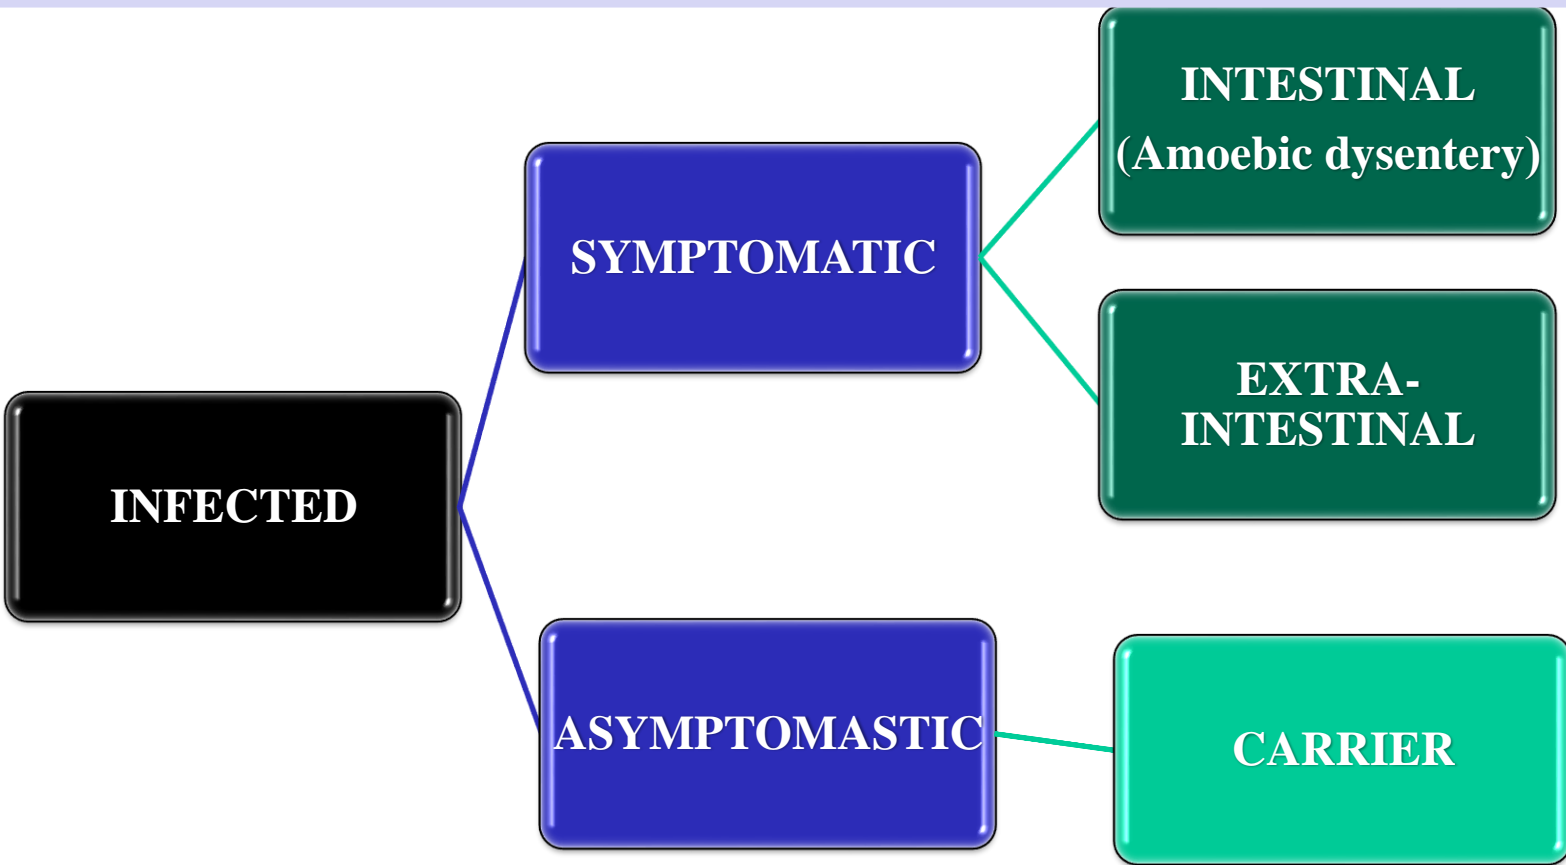 INTESTINAL
(Amoebic dysentery)
SYMPTOMATIC
EXTRA-
INTESTINAL
INFECTED
ASYMPTOMASTIC
CARRIER